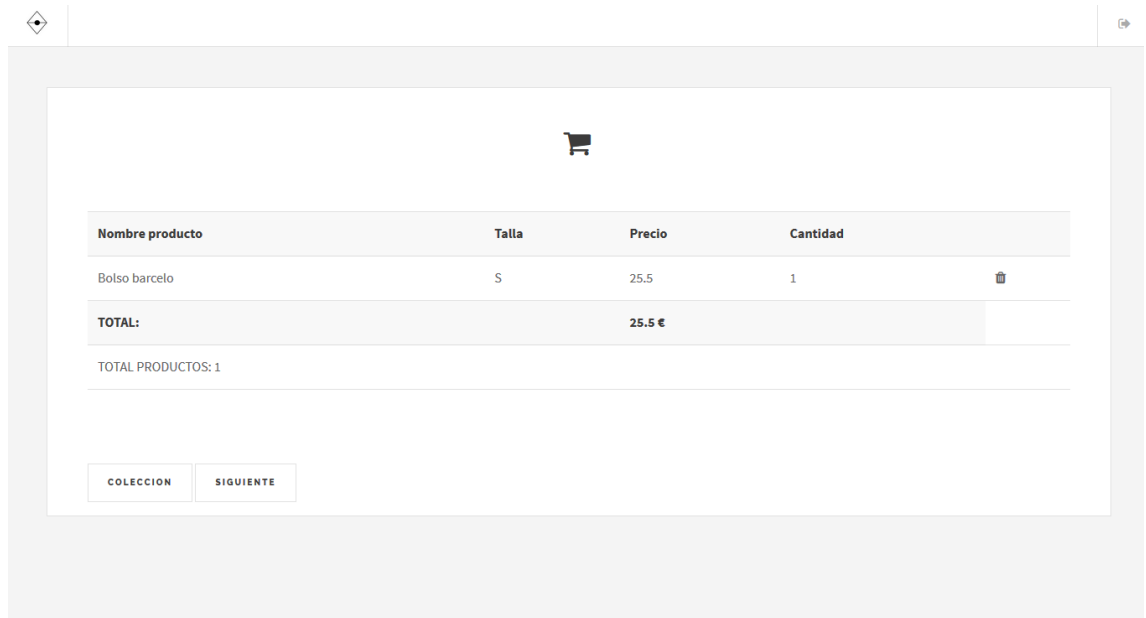 Nombre producto Talla Precio Cantidad
Bolso barcelo S 25.5 1
TOTAL: 25.5 €
TOTAL PRODUCTOS: 1
COLECCION SIGUIENTE